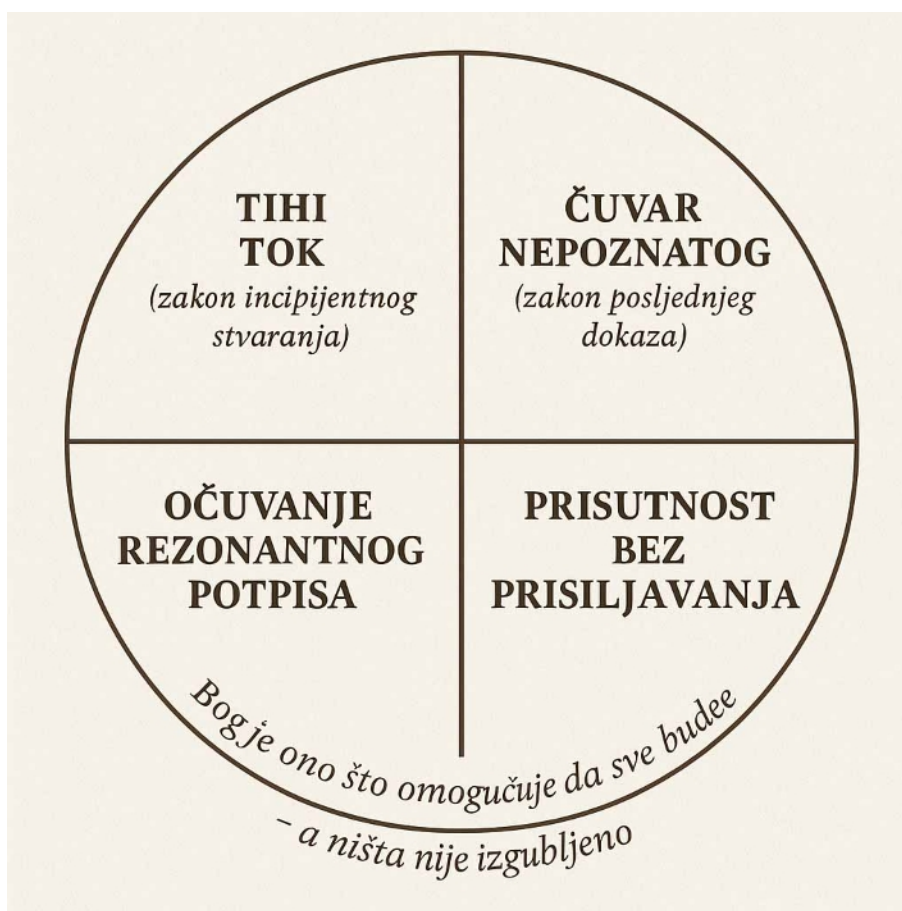 TIHI
TOK
(zakon incipijentnog
stvaranja)
ČUVAR
NEPOZNATOG
(zakon posljednjeg
dokaza)
OČUVANJE
REZONANTNOG
POTPISA
PRISUTNOST
BEZ
PRISILJAVANJA
Bog je ono što omogučuje da sve budee
– a ništa nije izgubljeno